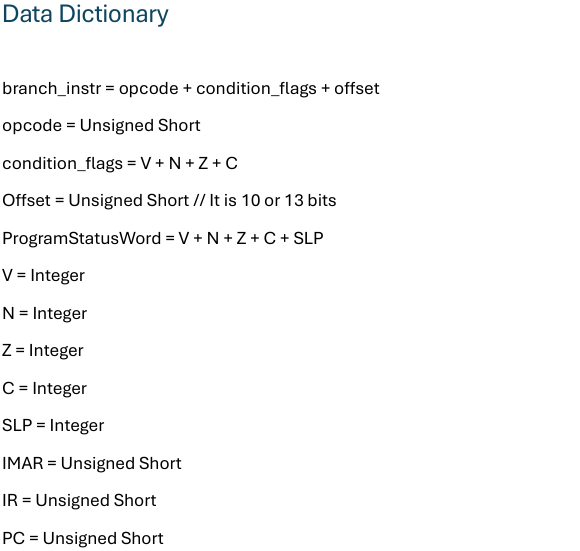 Data Dictionary
branch_instr = opcode + condition_flags + offset
opcode = Unsigned Short
condition_flags = V + N + Z + C
Offset = Unsigned Short // It is 10 or 13 bits
ProgramStatusWord = V + N + Z + C + SLP
V = Integer
N = Integer
Z = Integer
C = Integer
SLP = Integer
IMAR = Unsigned Short
IR = Unsigned Short
PC = Unsigned Short